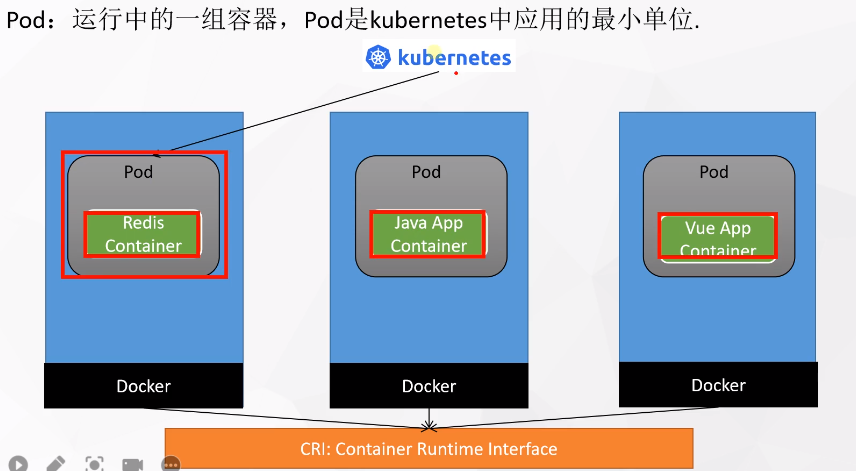 Pod：运行中的一组容器，Pod是kubernetes中应用的最小单位.
kubernetes
Pod
Redis
Container
Pod
Java App
Container
Pod
Vue App
Container
Docker
Docker
Docker
CRI: Container Runtime Interface